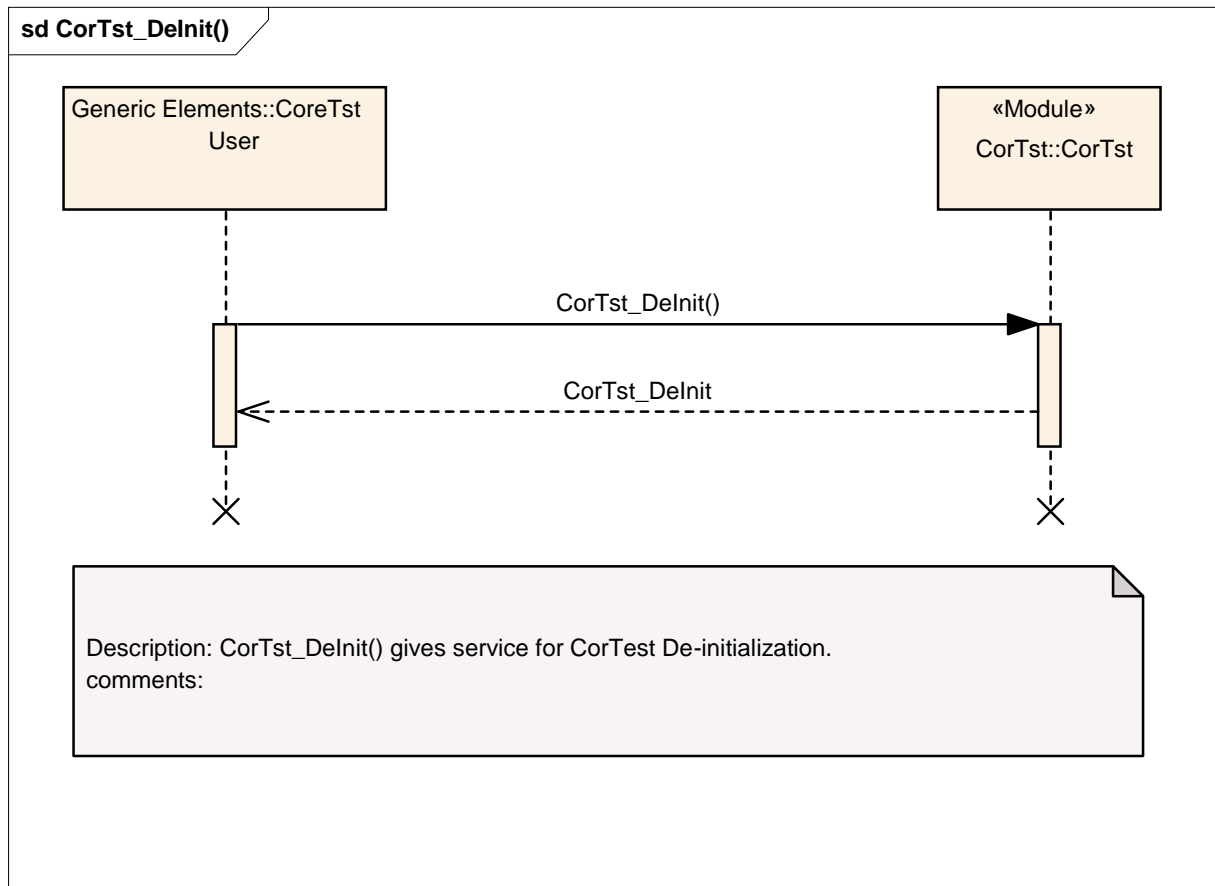 sd CorTst_DeInit()
Generic Elements::CoreTst
User
«Module»
CorTst::CorTst
CorTst_DeInit()
CorTst_DeInit
Description: CorTst_DeInit() gives service for CorTest De-initialization.
comments: